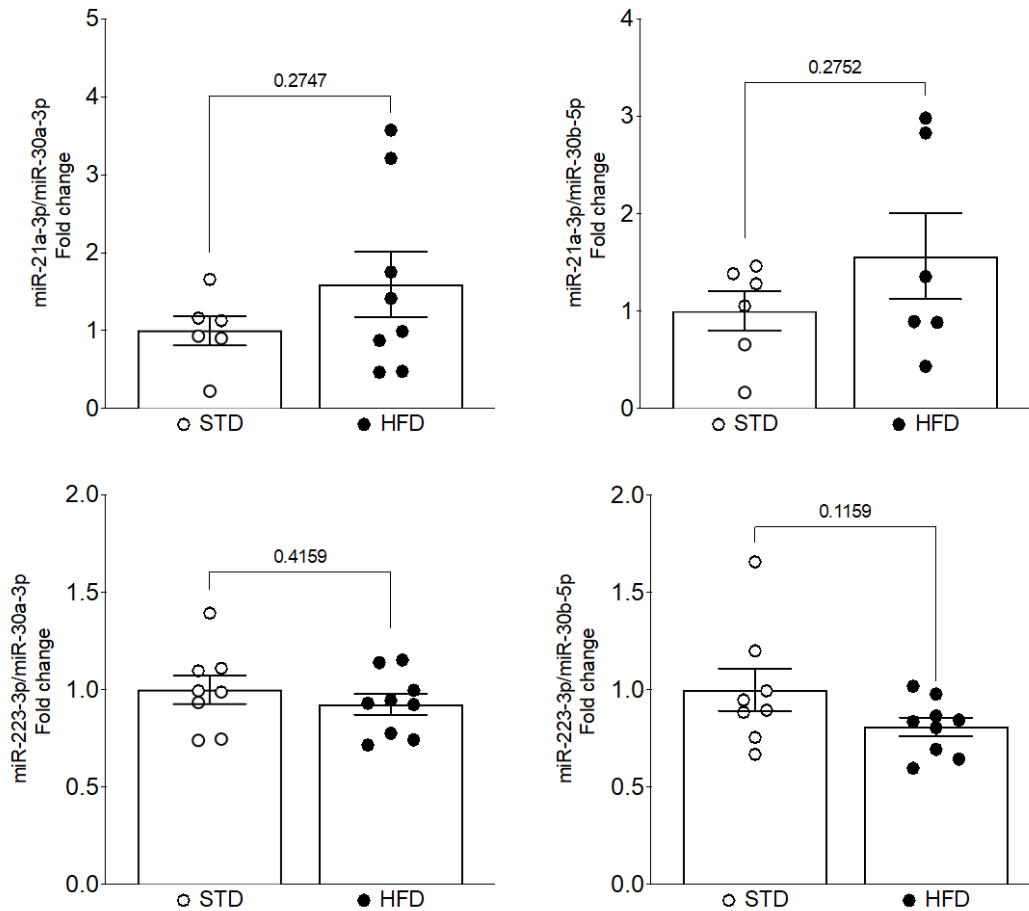 miR-21a-3p/miR-30a-3p
Fold change
5
4
3
2
1
0
0.2747
STD
HFD
miR-21a-3p/miR-30b-5p
Fold change
4
3
2
1
0
0.2752
STD
HFD
miR-223-3p/miR-30a-3p
Fold change
2.0
1.5
1.0
0.5
0.0
0.4159
STD
HFD
miR-223-3p/miR-30b-5p
Fold change
2.0
1.5
1.0
0.5
0.0
0.1159
STD
HFD